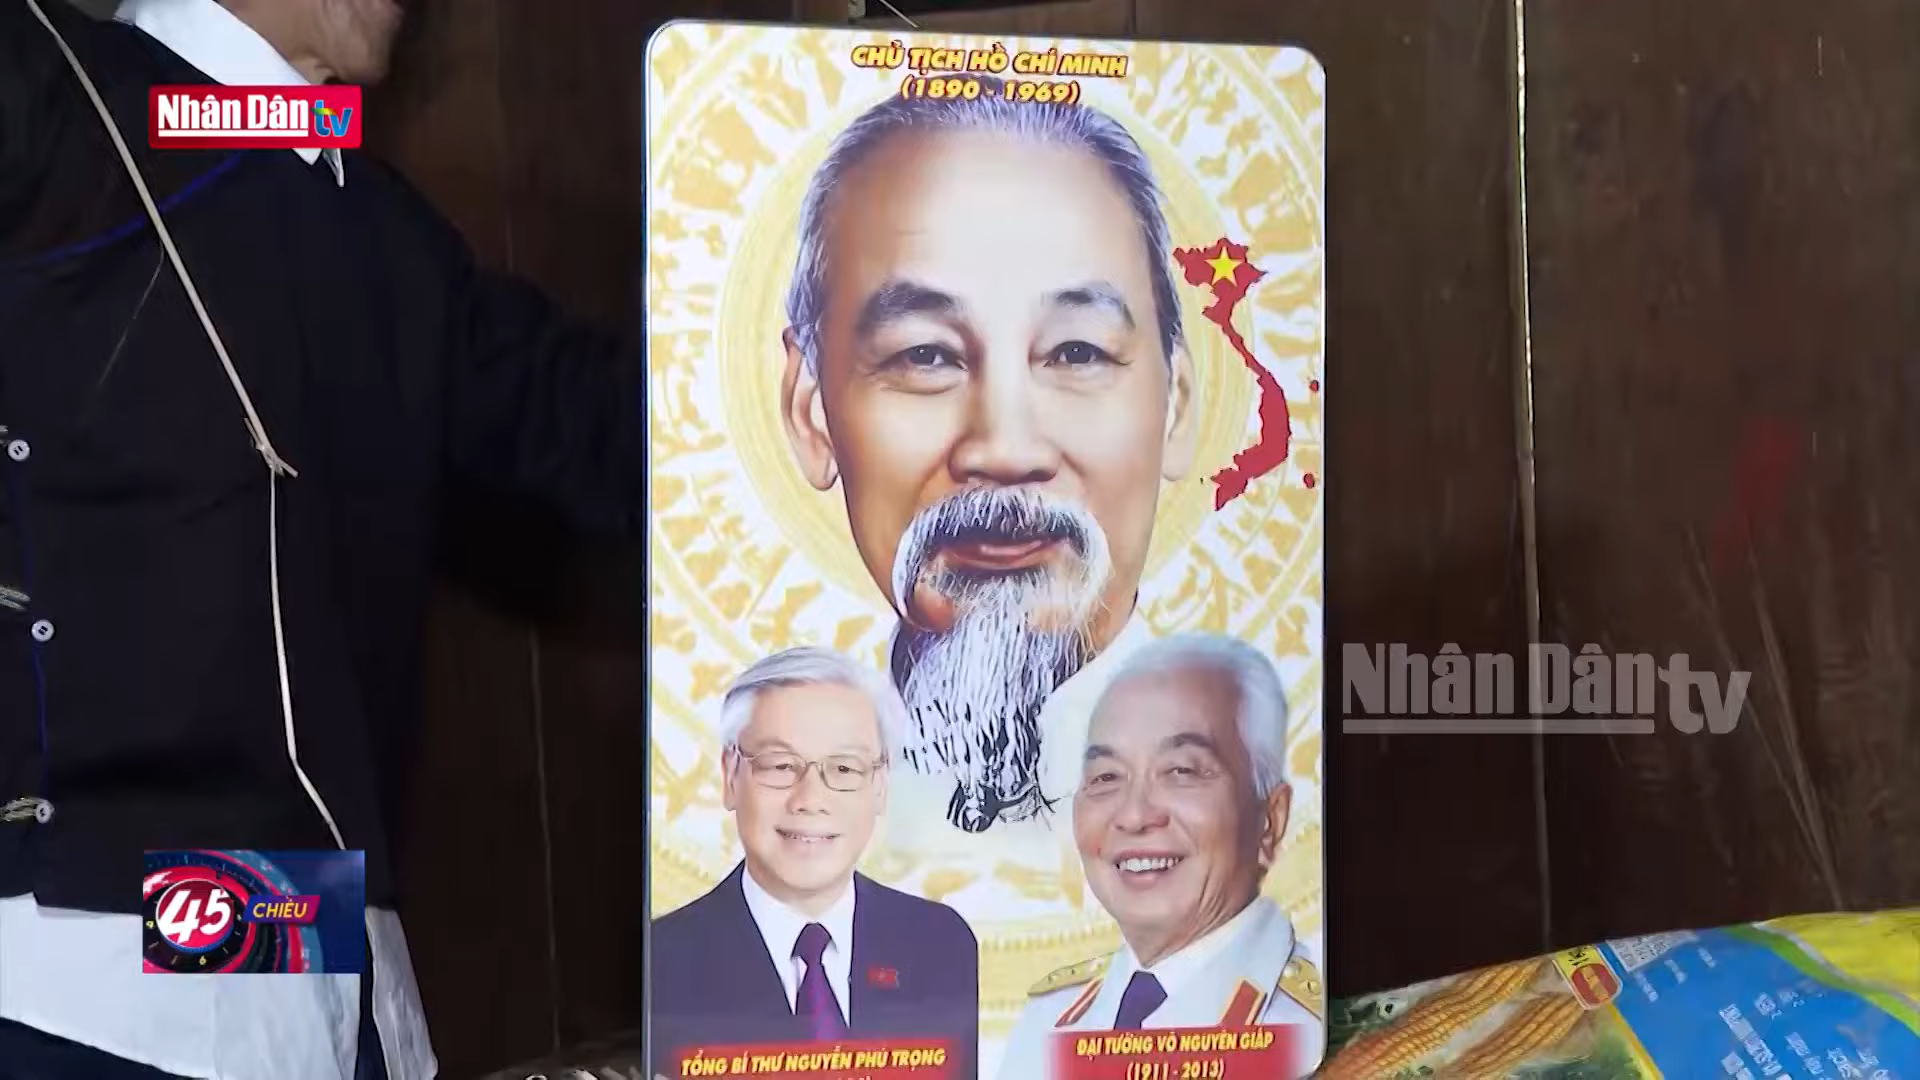 CHỦ TỊCH HỒ CHÍ MINH
(1890 - 1969)
Nhân Dân tv
Nhân Dân tv
45 CHIỀU
TỔNG BÍ THƯ NGUYỄN PHÚ TRỌNG
ĐẠI TƯỚNG VÕ NGUYÊN GIÁP
(1911 - 2013)